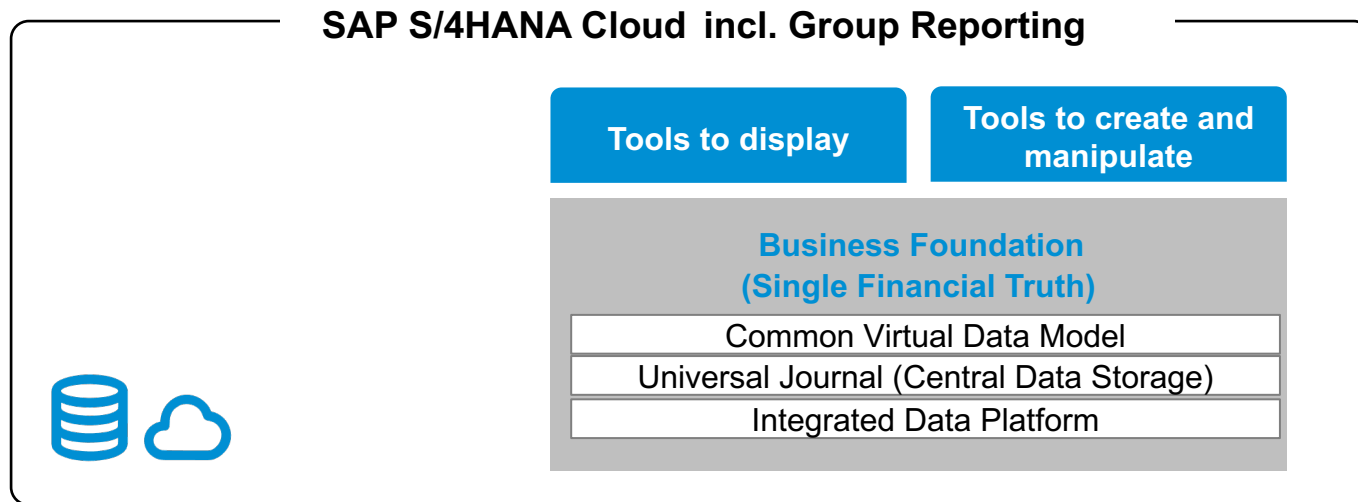 SAP S/4HANA Cloud incl. Group Reporting
Tools to display
Tools to create and
manipulate
Business Foundation
(Single Financial Truth)
Common Virtual Data Model
Universal Journal (Central Data Storage)
Integrated Data Platform